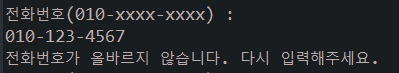 전화번호(010-xxxx-xxxx) :
010-123-4567
전화번호가 올바르지 않습니다. 다시 입력해주세요.